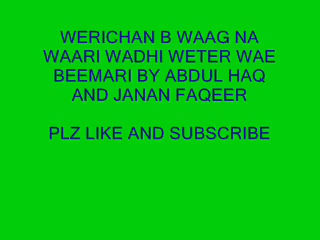 WERICHAN B WAAG NA
WAARI WADHI WETER WAE
BEEMARI BY ABDUL HAQ
AND JANAN FAQEER
PLZ LIKE AND SUBSCRIBE